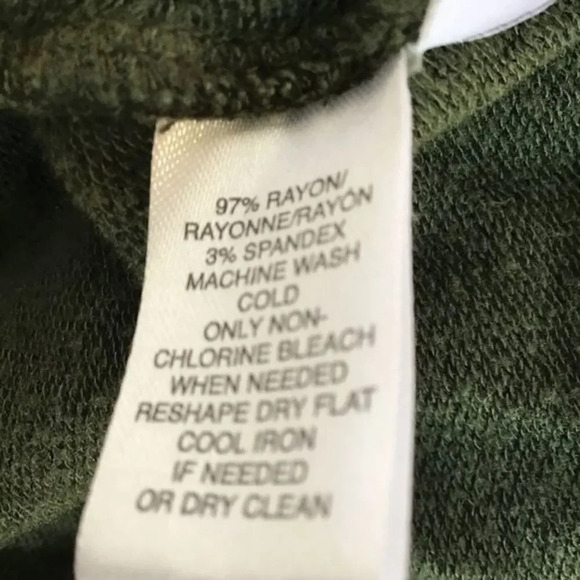 97% RAYON/
RAYONNE/RAYÓN
3% SPANDEX
MACHINE WASH
COLD
ONLY NON-
CHLORINE BLEACH
WHEN NEEDED
RESHAPE DRY FLAT
COOL IRON
IF NEEDED
OR DRY CLEAN